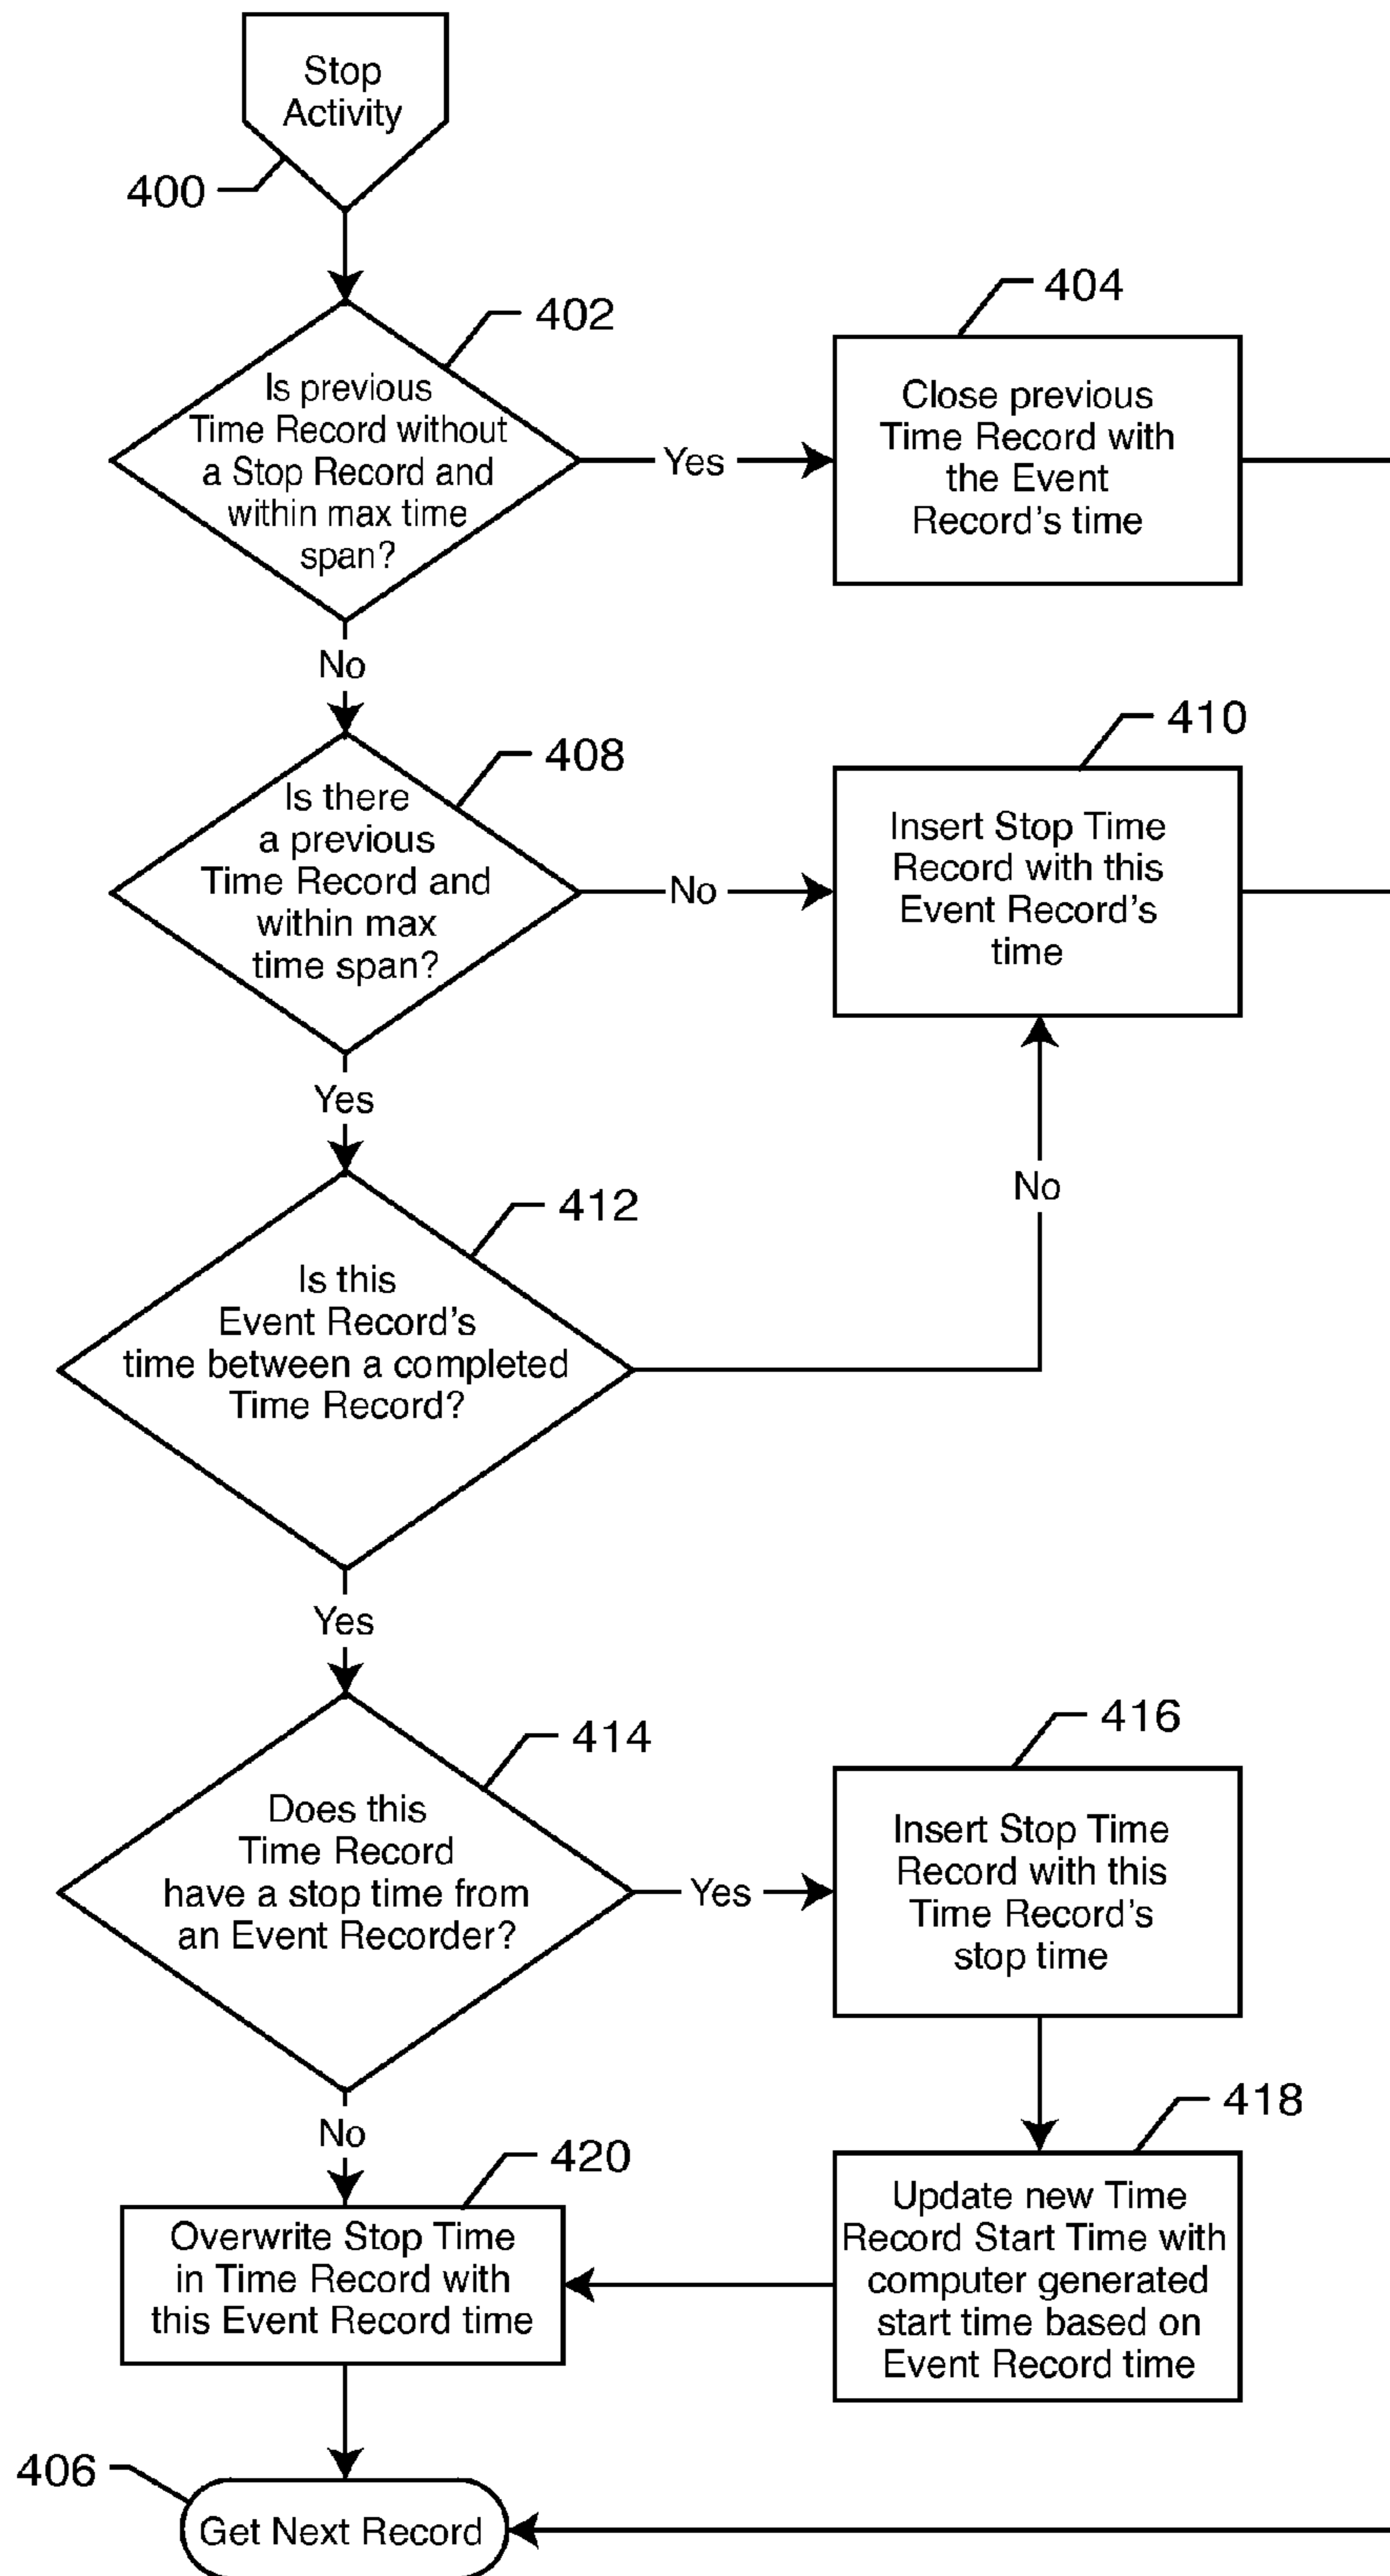 Stop
Activity
400
402
404
Is previous
Time Record without
a Stop Record and
within max time
span?
Yes
Close previous
Time Record with
the Event
Record's time
No
408
410
Is there
a previous
Time Record and
within max
time span?
No
Insert Stop Time
Record with this
Event Record's
time
Yes
No
412
Is this
Event Record's
time between a completed
Time Record?
Yes
414
416
Does this
Time Record
have a stop time from
an Event Recorder?
Yes
Insert Stop Time
Record with this
Time Record's
stop time
No
418
420
Overwrite Stop Time
in Time Record with
this Event Record time
Update new Time
Record Start Time with
computer generated
start time based on
Event Record time
406
Get Next Record